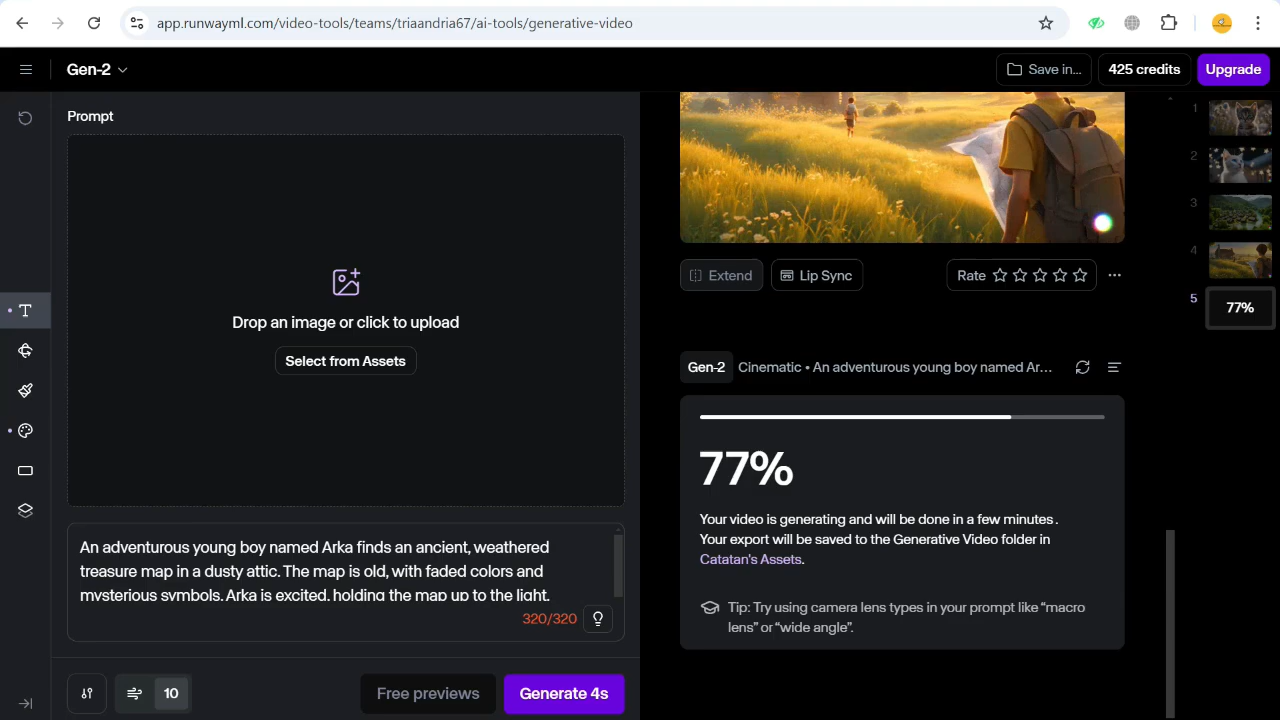 app.runwayml.com/video-tools/teams/triaandria67/ai-tools/generative-video
Gen-2
Save in...
425 credits
Upgrade
Prompt
Drop an image or click to upload
Select from Assets
An adventurous young boy named Arka finds an ancient, weathered
treasure map in a dusty attic. The map is old, with faded colors and
mysterious symbols. Arka is excited, holding the map up to the light,
320/320
10
Free previews
Generate 4s
Extend
Lip Sync
Rate
Gen-2
Cinematic • An adventurous young boy named Ar...
77%
Your video is generating and will be done in a few minutes.
Your export will be saved to the Generative Video folder in
Catatan's Assets.
Tip: Try using camera lens types in your prompt like “macro
lens” or “wide angle”.
1
2
3
4
5
77%